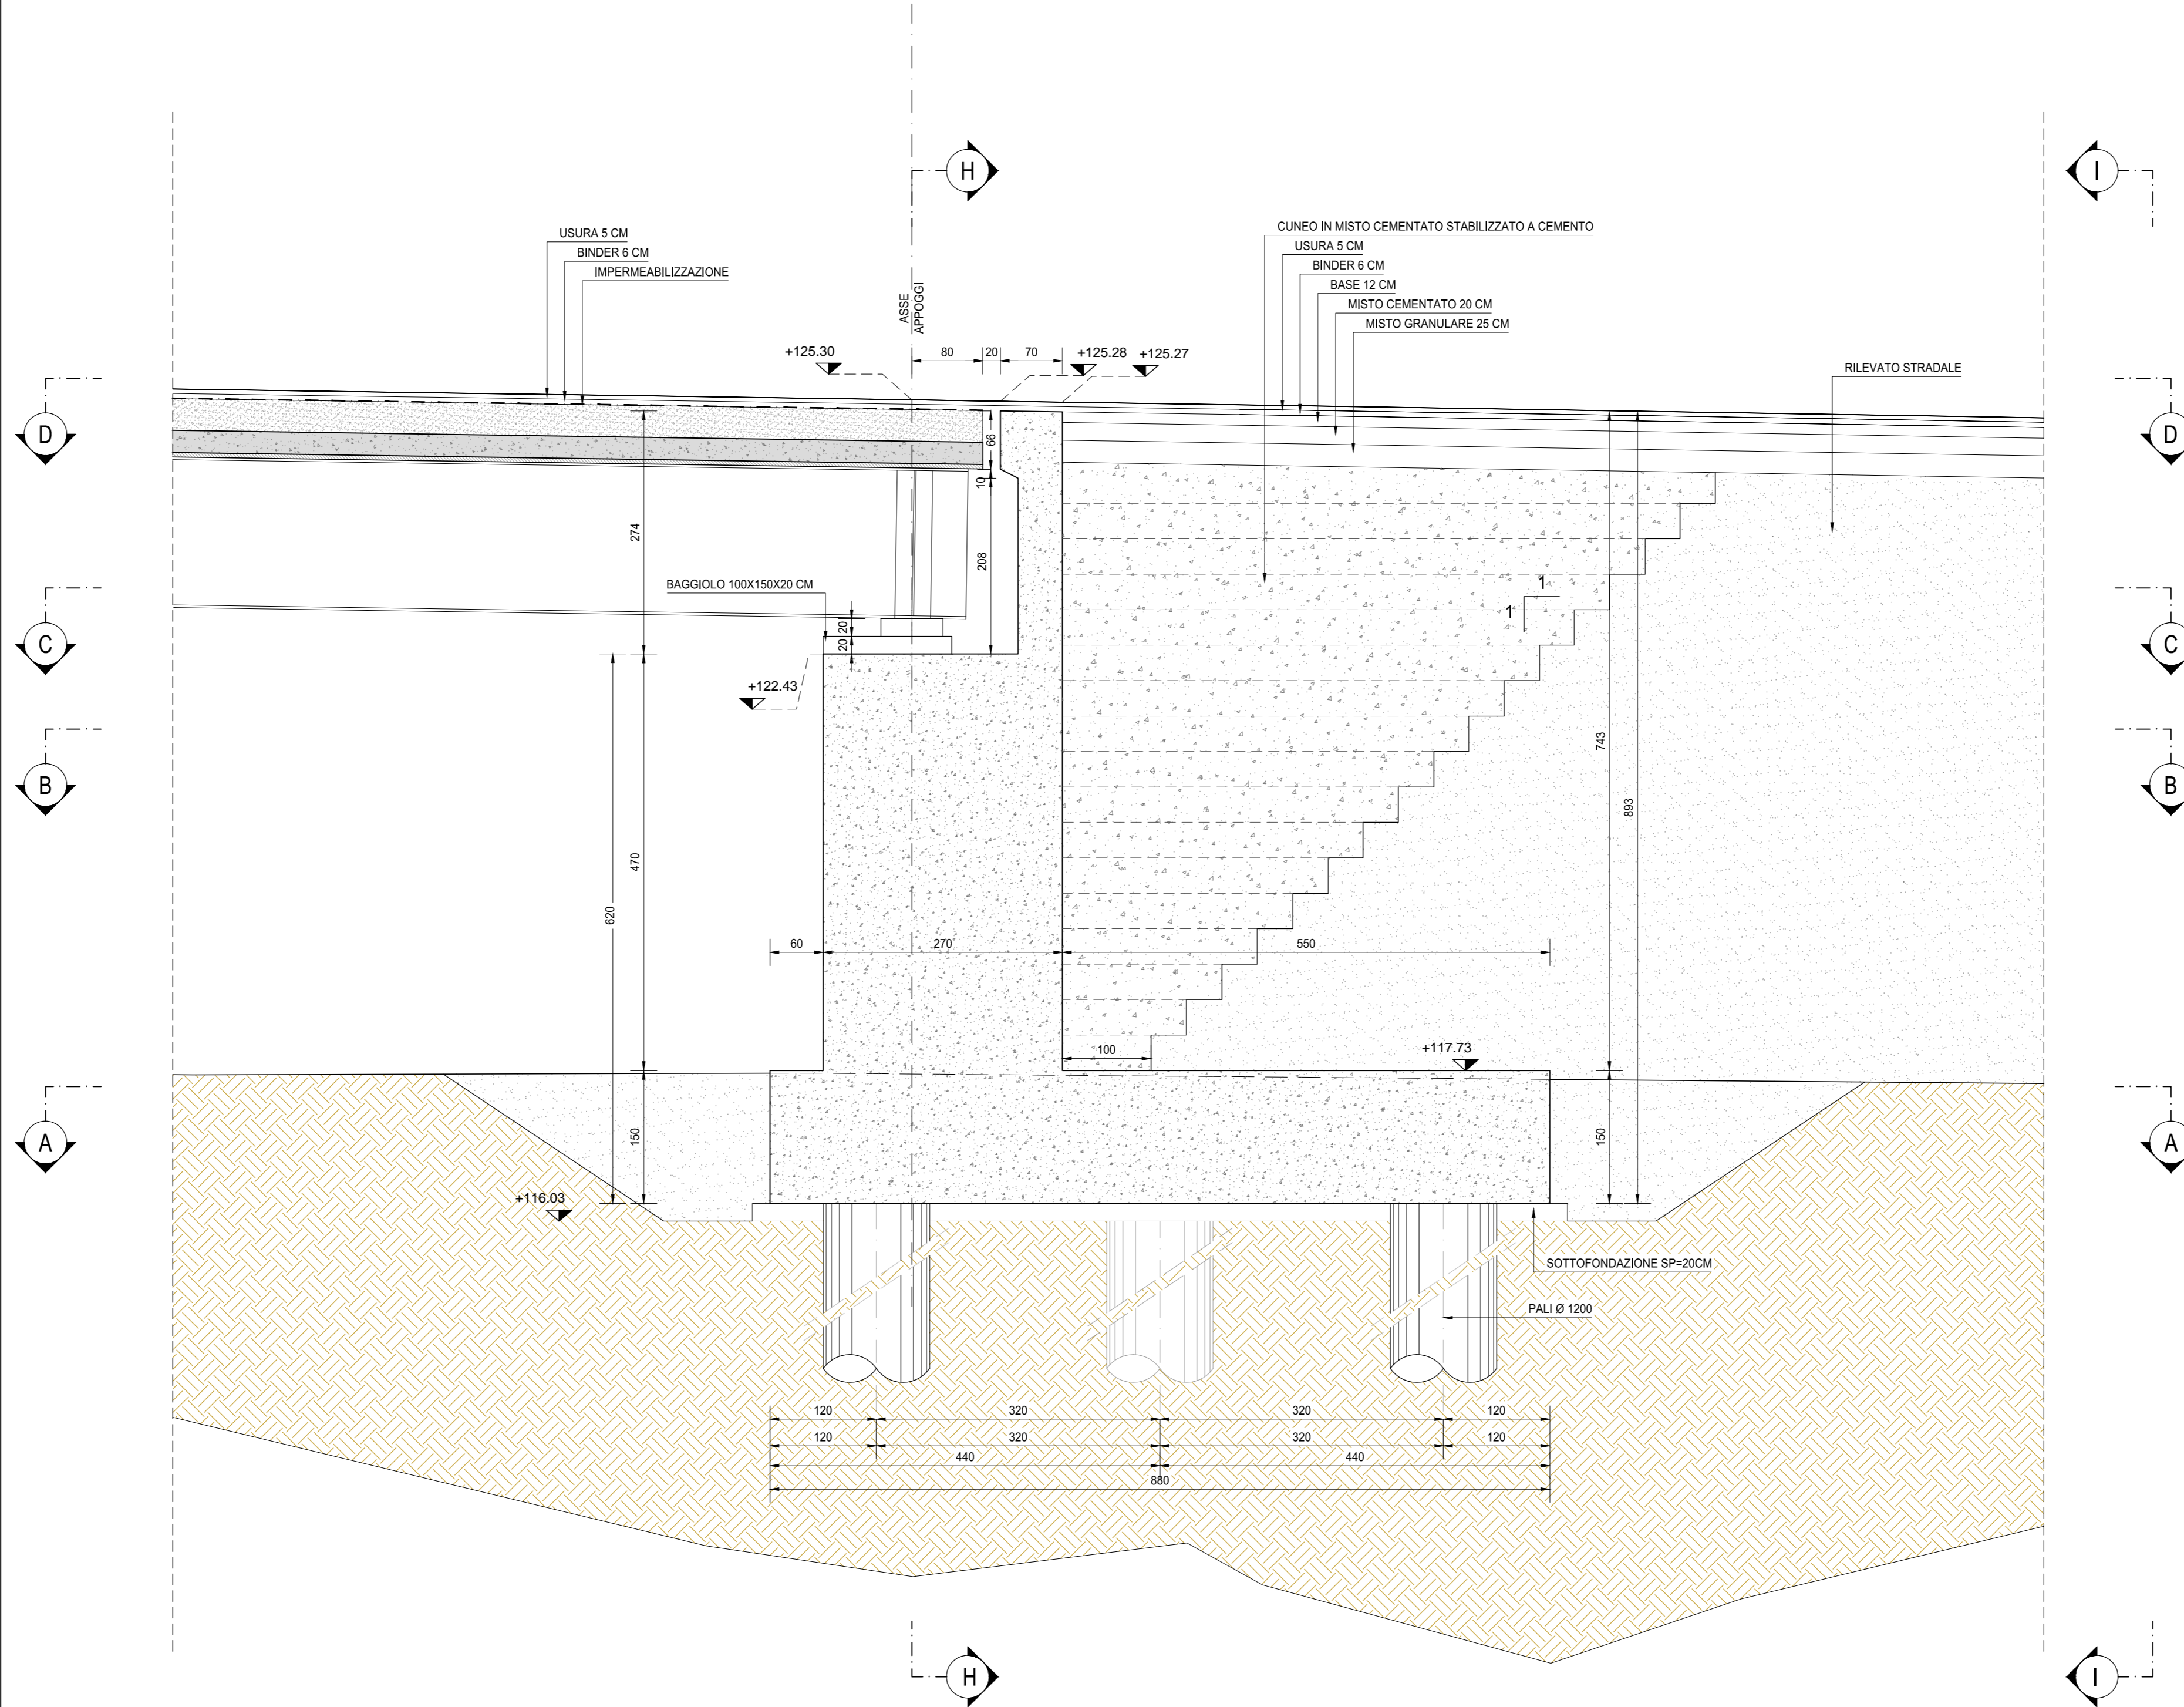 H
I
CUNEO IN MISTO CEMENTATO STABILIZZATO A CEMENTO
USURA 5 CM
USURA 5 CM
BINDER 6 CM
BINDER 6 CM
IMPERMEABILIZZAZIONE
BASE 12 CM
MISTO CEMENTATO 20 CM
MISTO GRANULARE 25 CM
ASSE
APPOGGI
+125.30
80
20
70
+125.28
+125.27
RILEVATO STRADALE
D
D
66
10
274
208
BAGGIOLO 100X150X20 CM
1
1
20
20
C
C
+122.43
743
B
B
893
470
620
60
270
550
100
+117.73
A
A
150
150
+116.03
SOTTOFONDAZIONE SP=20CM
PALI Ø 1200
120
320
320
120
120
320
320
120
440
440
880
H
I